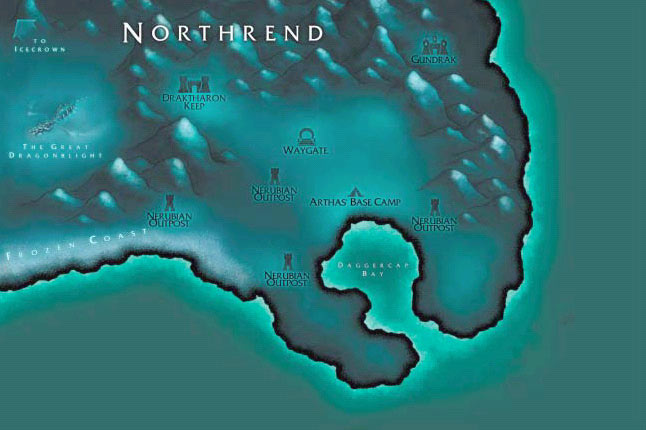 NORTHREND
TO
ICECROWN
GUNDRAK
DRAKTHARON
KEEP
THE GREAT
DRAGONBLIGHT
WAYGATE
NERUBIAN
OUTPOST
ARTHAS' BASE CAMP
NERUBIAN
OUTPOST
NERUBIAN
OUTPOST
FROZEN COAST
DAGGERCAP
BAY
NERUBIAN
OUTPOST